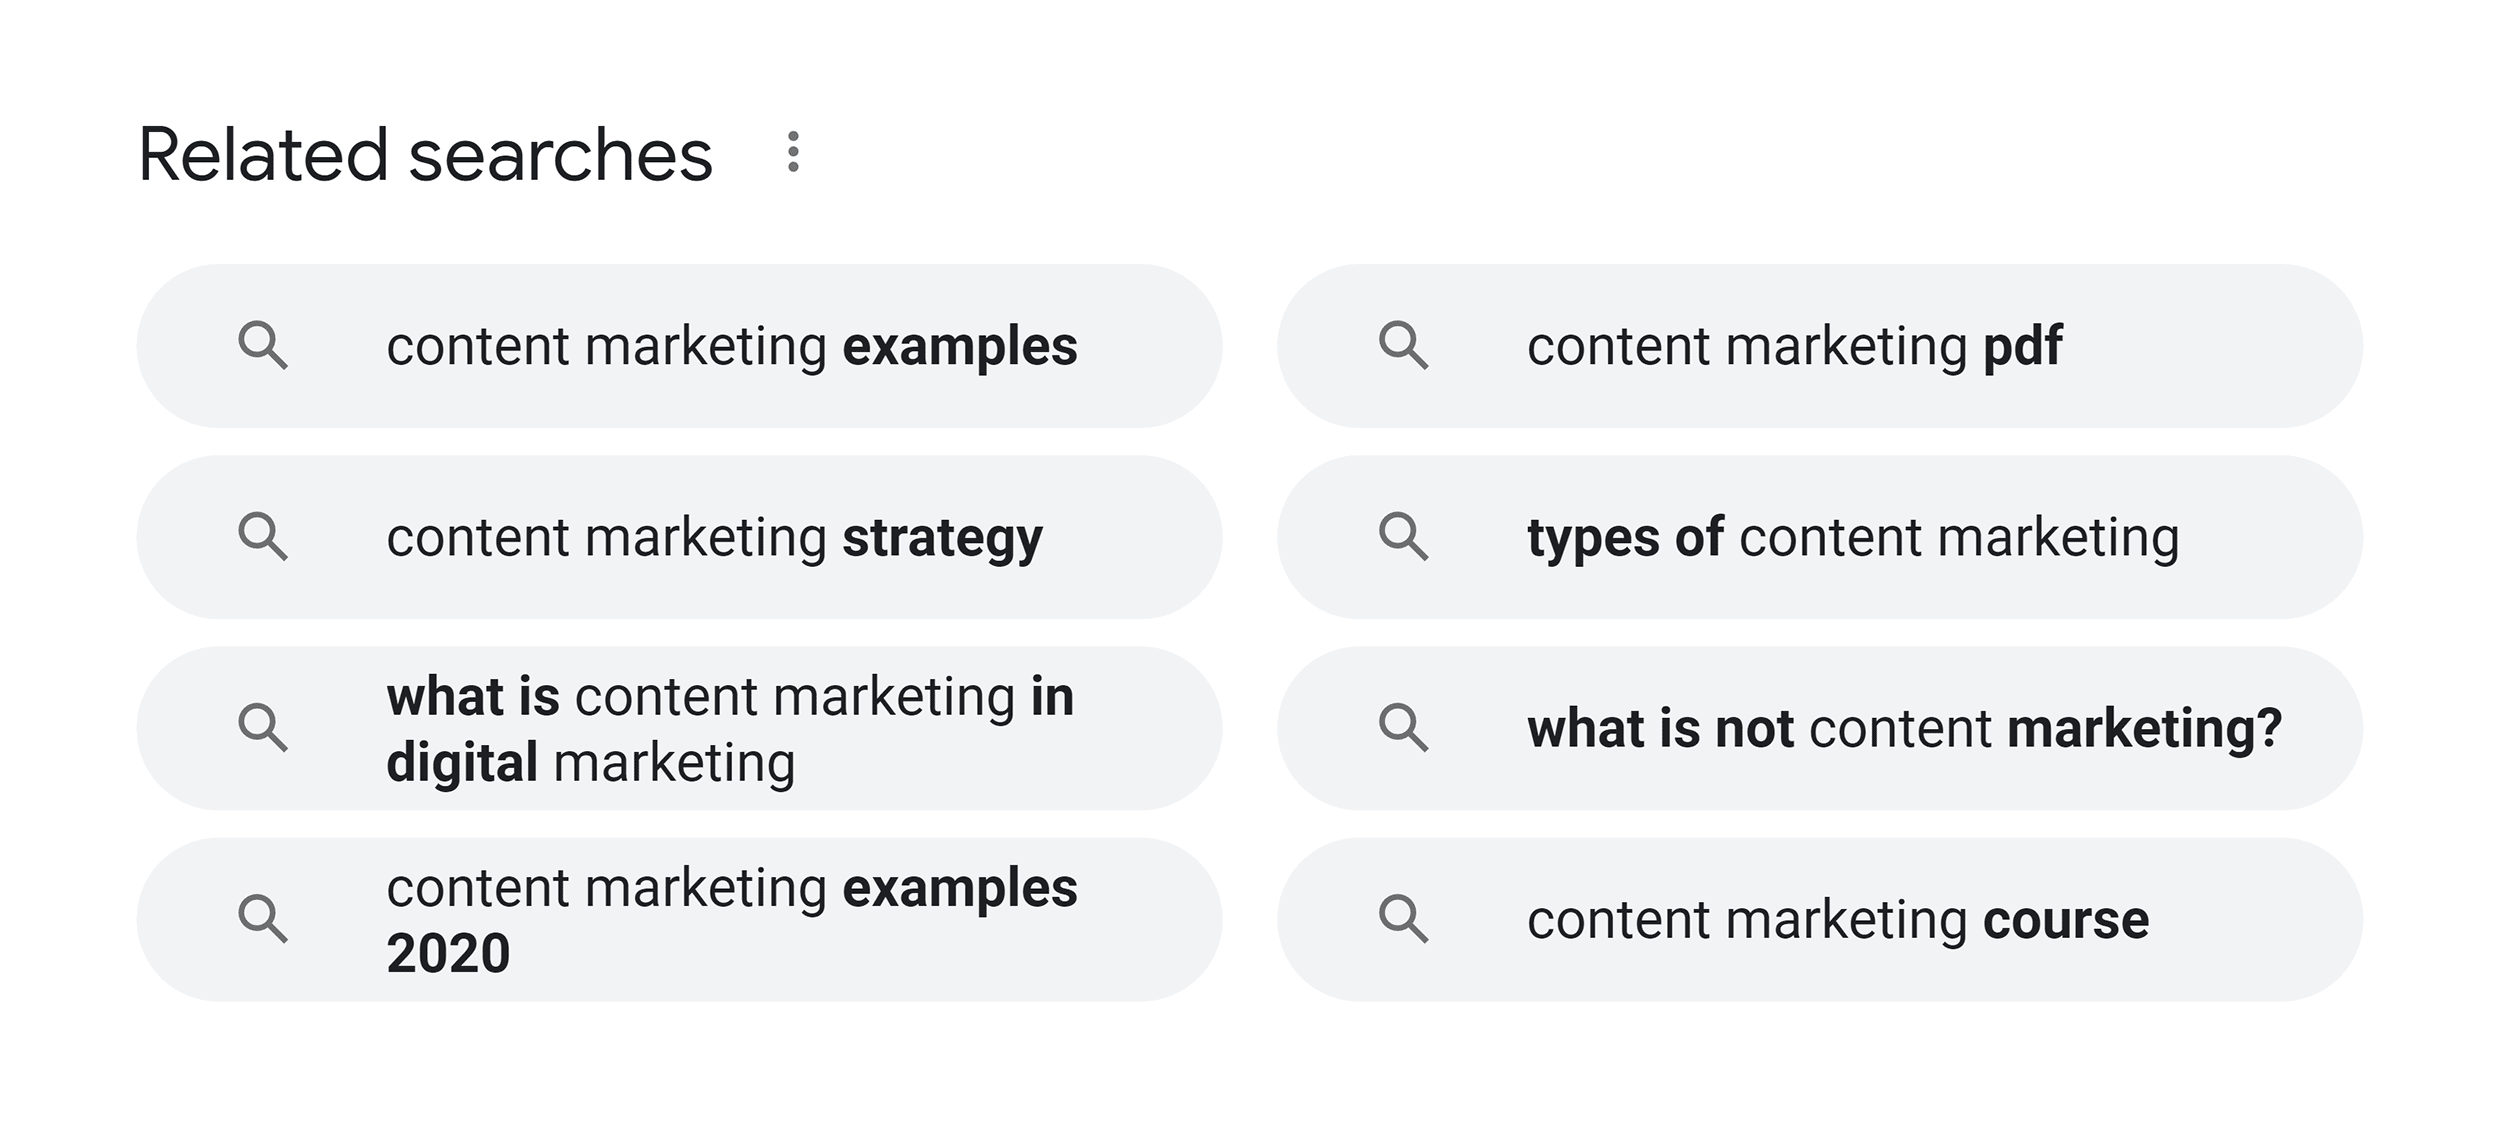 Related searches
content marketing examples
content marketing pdf
content marketing strategy
types of content marketing
what is content marketing in
digital marketing
what is not content marketing?
content marketing examples
2020
content marketing course